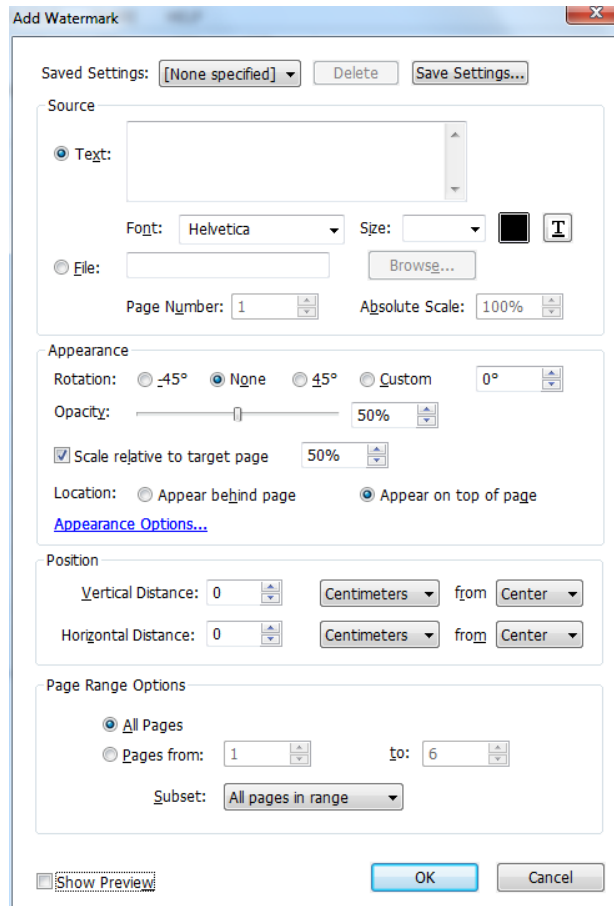 Add Watermark
Saved Settings: [None specified] Delete Save Settings...
Source
Text:
Font: Helvetica Size: T
File: Browse...
Page Number: 1 Absolute Scale: 100%
Appearance
Rotation: -45° None 45° Custom 0°
Opacity: 50%
Scale relative to target page 50%
Location: Appear behind page Appear on top of page
Appearance Options...
Position
Vertical Distance: 0 Centimeters from Center
Horizontal Distance: 0 Centimeters from Center
Page Range Options
All Pages
Pages from: 1 to: 6
Subset: All pages in range
Show Preview OK Cancel